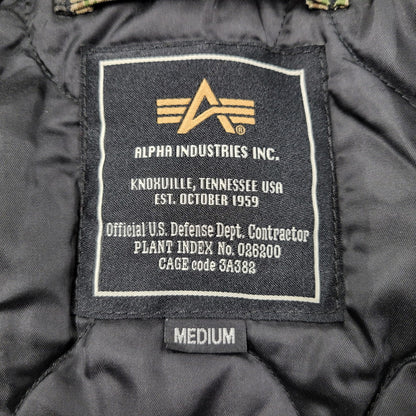 ALPHA INDUSTRIES INC.
KNOXVILLE, TENNESSEE USA
EST. OCTOBER 1959
Official U.S. Defense Dept. Contractor
PLANT INDEX No. 026200
CAGE code 3A382
MEDIUM